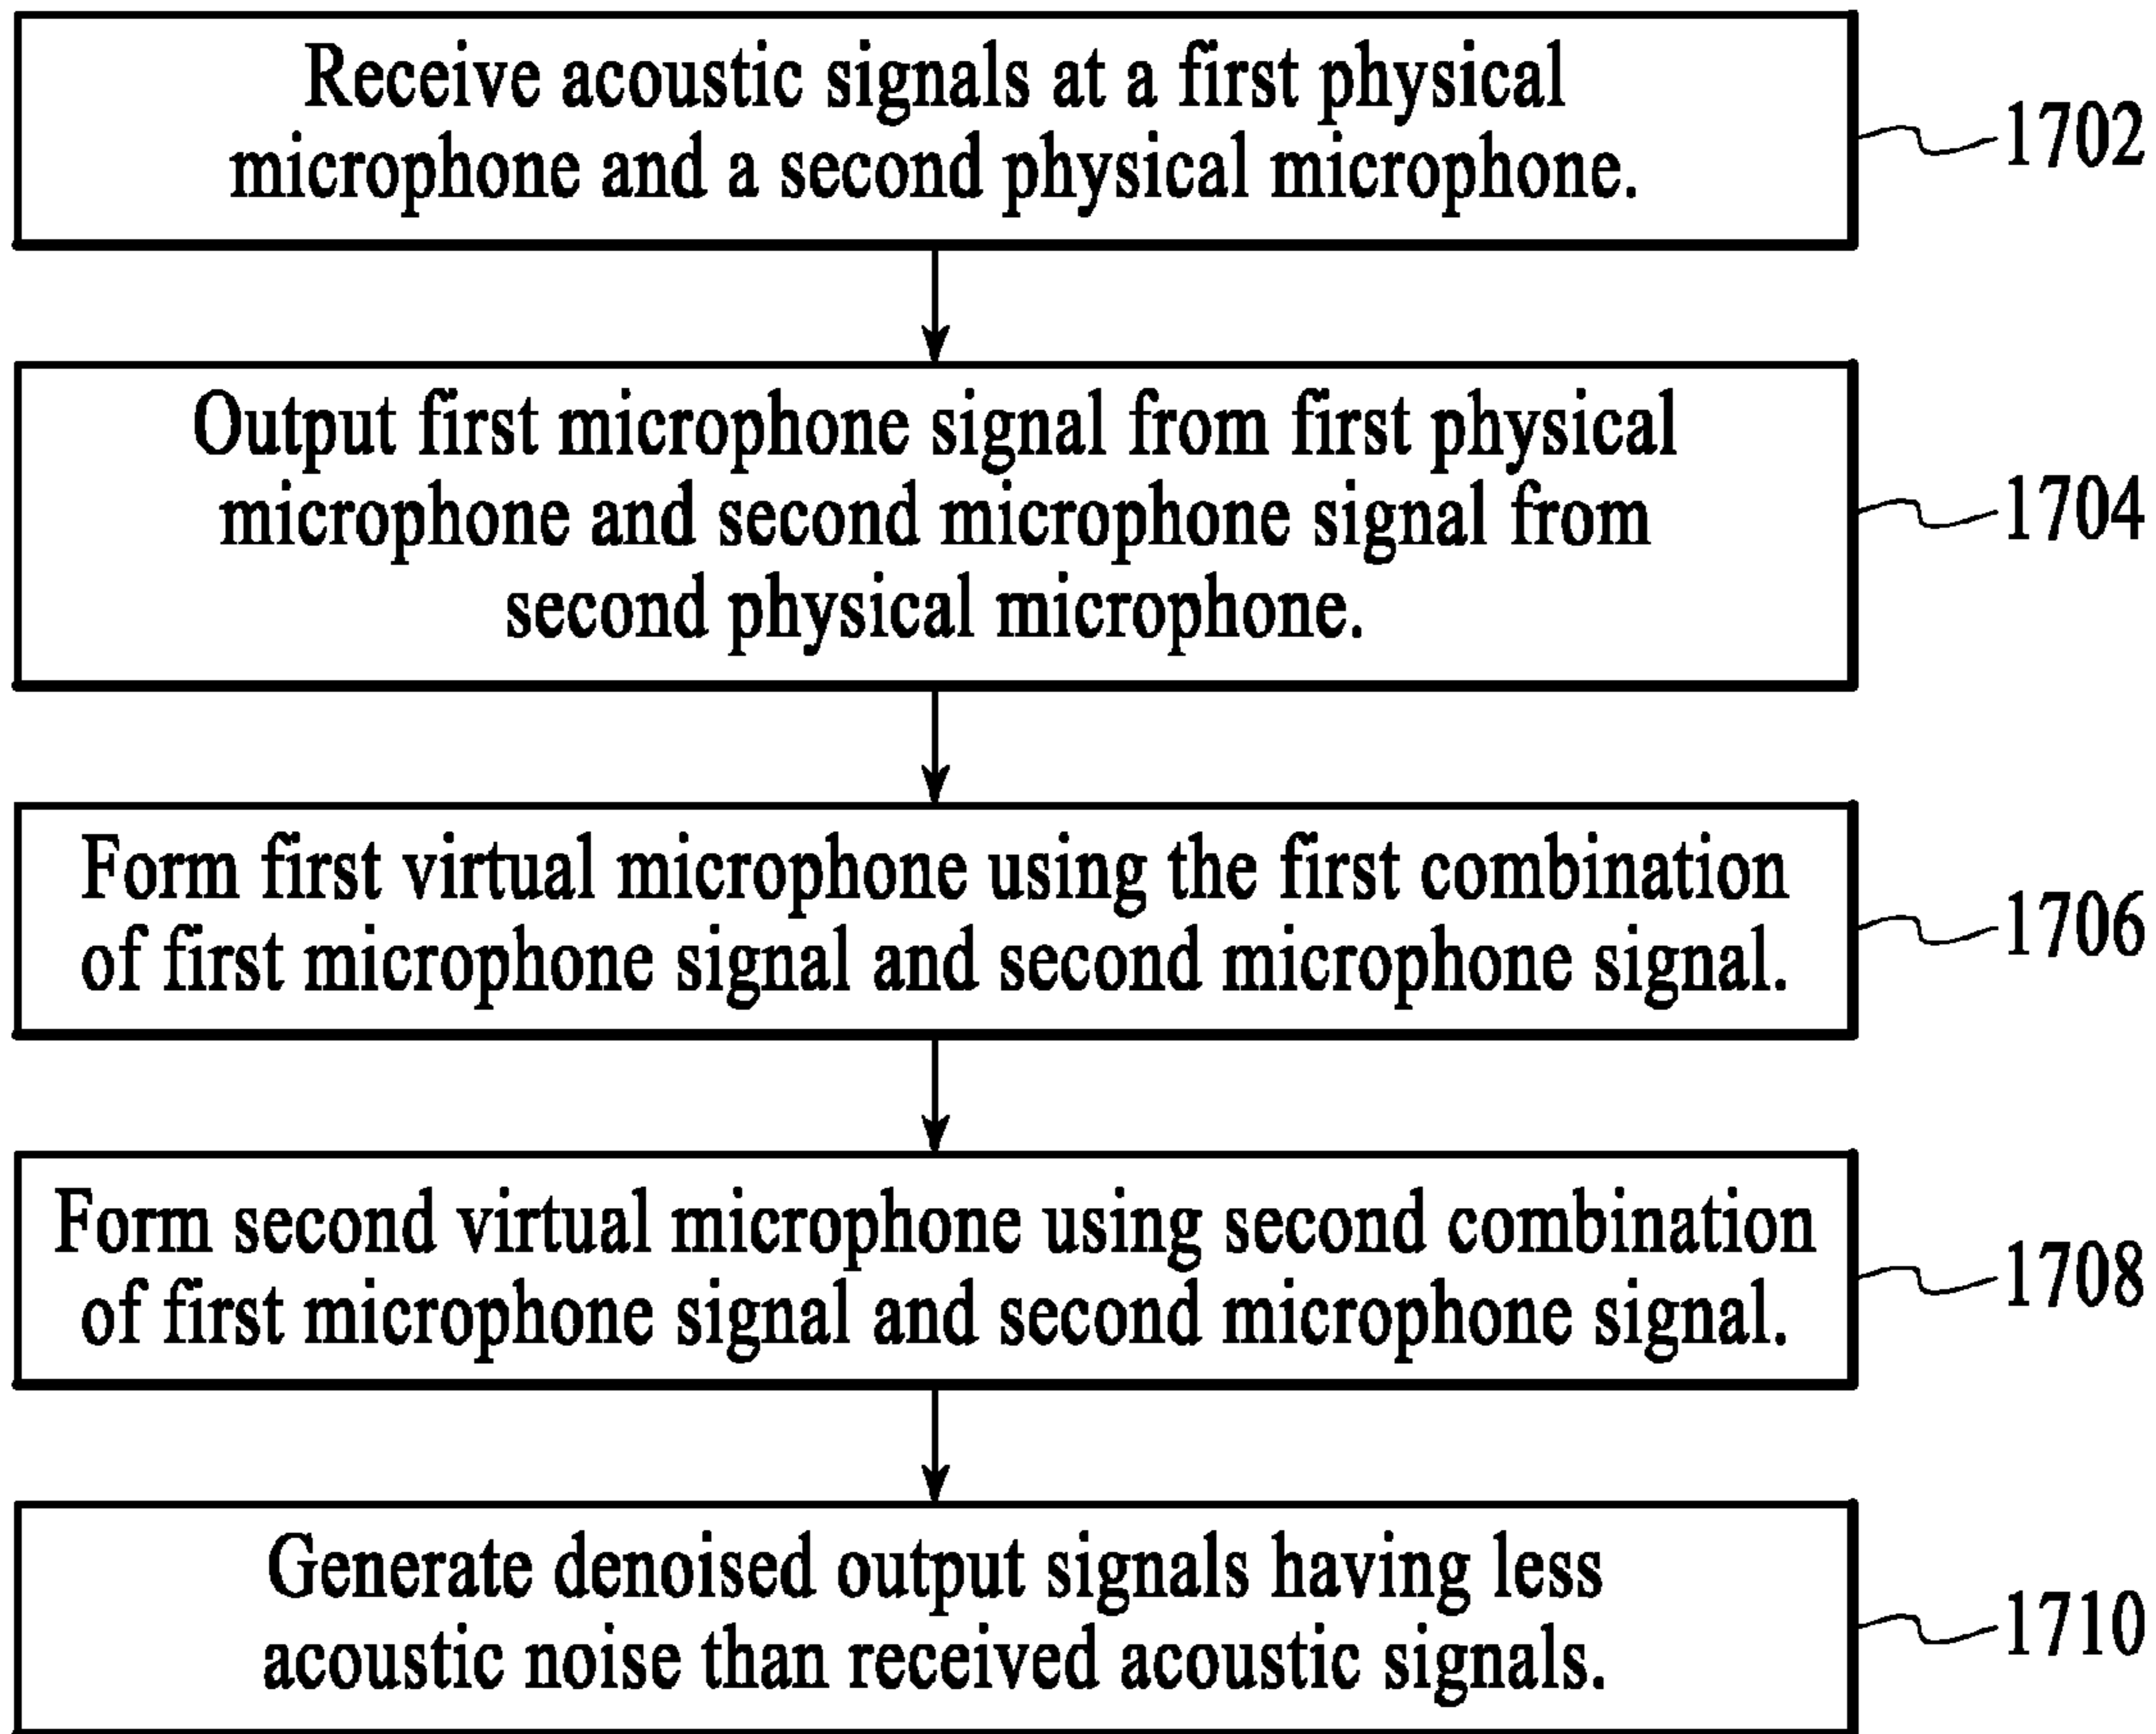 Receive acoustic signals at a first physical
microphone and a second physical microphone.
1702
Output first microphone signal from first physical
microphone and second microphone signal from
second physical microphone.
1704
Form first virtual microphone using the first combination
of first microphone signal and second microphone signal.
1706
Form second virtual microphone using second combination
of first microphone signal and second microphone signal.
1708
Generate denoised output signals having less
acoustic noise than received acoustic signals.
1710